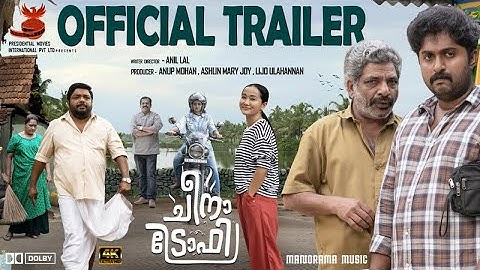 OFFICIAL TRAILER
PRESIDENTIAL MOVIES
INTERNATIONAL PVT LTD PRESENTS
WRITER DIRECTOR - ANIL LAL
PRODUCER - ANUP MOHAN , ASHLIN MARY JOY , LIJO ULAHANNAN
ചീനാ
ട്രോഫി
DOLBY
4K
MANORAMA MUSIC